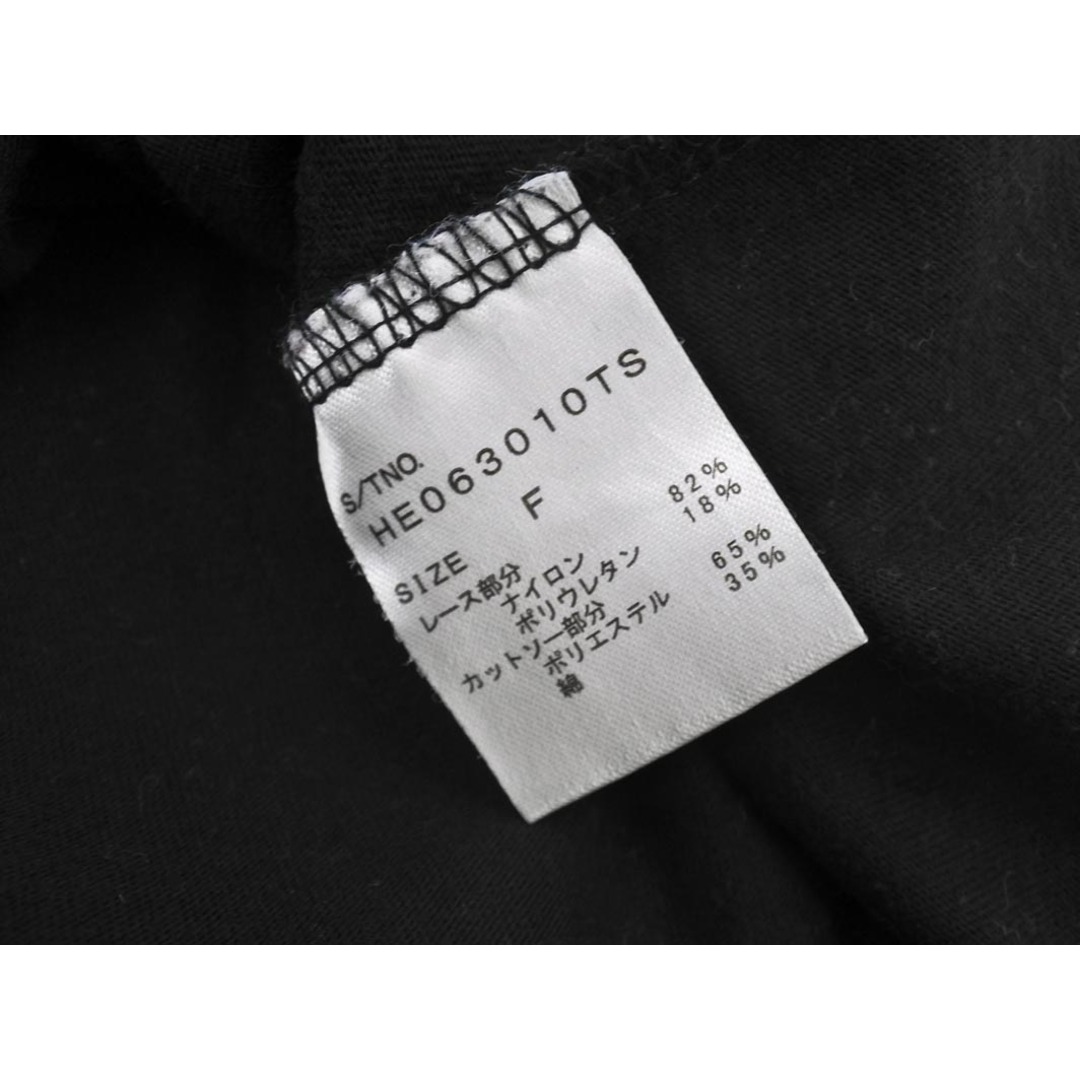 S/TNO.
HE063010TS
SIZE F
レース部分
ナイロン 82%
ポリウレタン 18%
カットソー部分
ポリエステル 65%
綿 35%